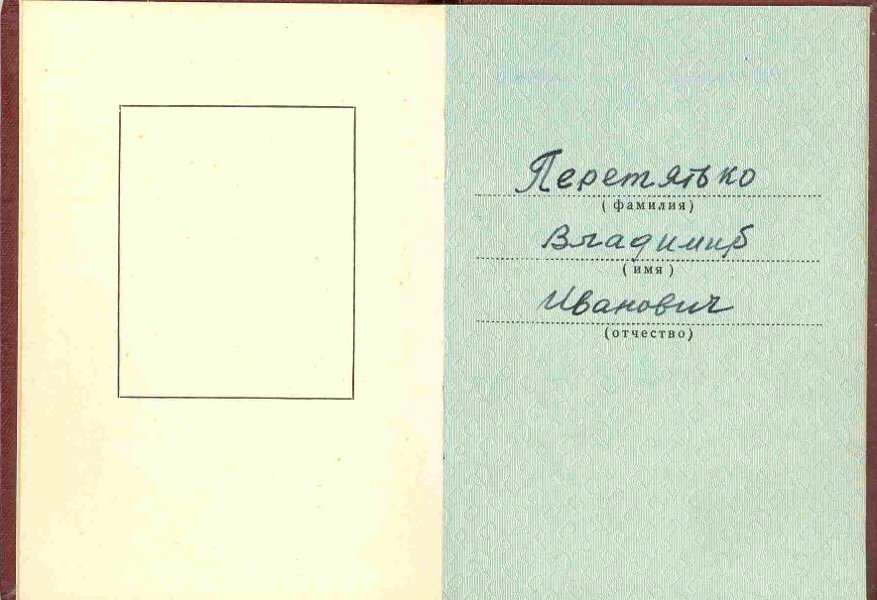 Перетятько
(фамилия)
Владимир
(имя)
Иванович
(отчество)